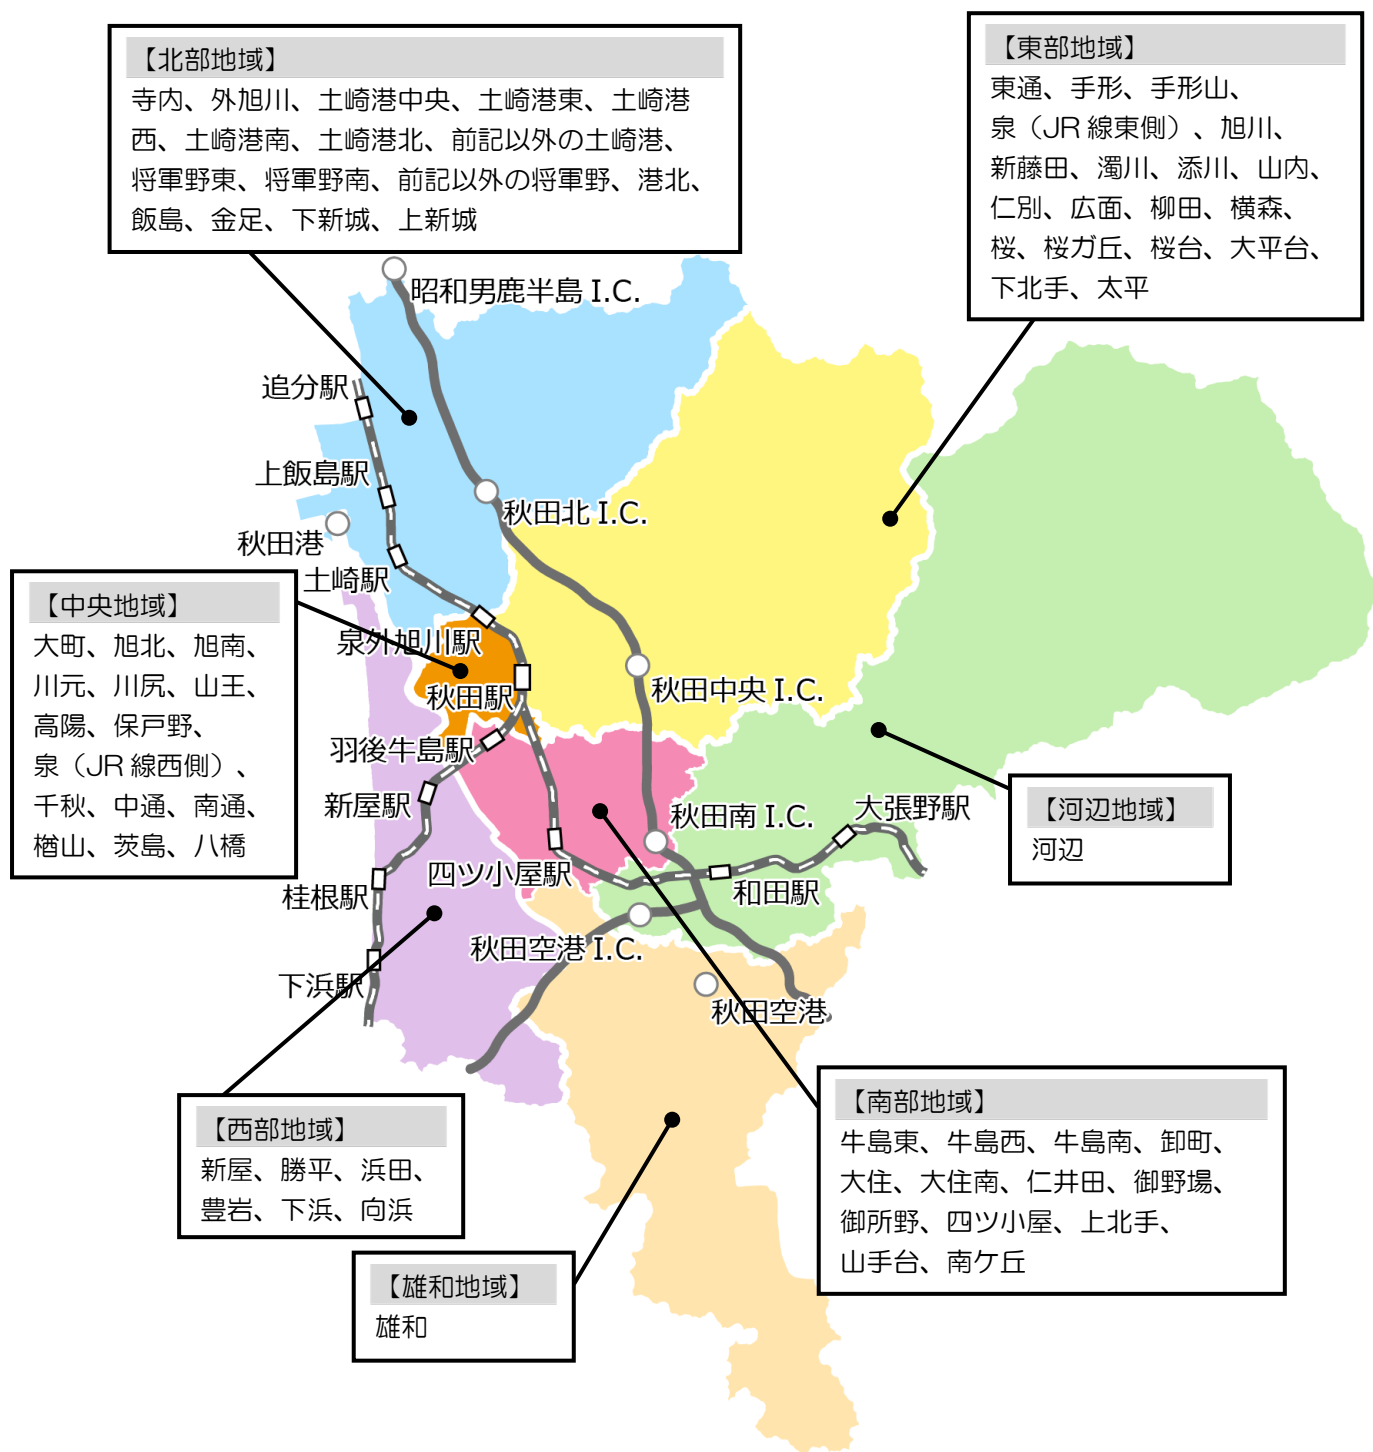 【北部地域】
寺内、外旭川、土崎港中央、土崎港東、土崎港
西、土崎港南、土崎港北、前記以外の土崎港、
将軍野東、将軍野南、前記以外の将軍野、港北、
飯島、金足、下新城、上新城
【東部地域】
東通、手形、手形山、
泉（JR線東側）、旭川、
新藤田、濁川、添川、山内、
仁別、広面、柳田、横森、
桜、桜ガ丘、桜台、大平台、
下北手、太平
昭和男鹿半島 I.C.
追分駅
上飯島駅
秋田北 I.C.
秋田港
土崎駅
【中央地域】
大町、旭北、旭南、
川元、川尻、山王、
高陽、保戸野、
泉（JR線西側）、
千秋、中通、南通、
楢山、茨島、八橋
泉外旭川駅
秋田駅
秋田中央 I.C.
羽後牛島駅
新屋駅
秋田南 I.C.
大張野駅
【河辺地域】
河辺
四ツ小屋駅
桂根駅
和田駅
秋田空港 I.C.
下浜駅
秋田空港
【西部地域】
新屋、勝平、浜田、
豊岩、下浜、向浜
【南部地域】
牛島東、牛島西、牛島南、卸町、
大住、大住南、仁井田、御野場、
御所野、四ツ小屋、上北手、
山手台、南ケ丘
【雄和地域】
雄和